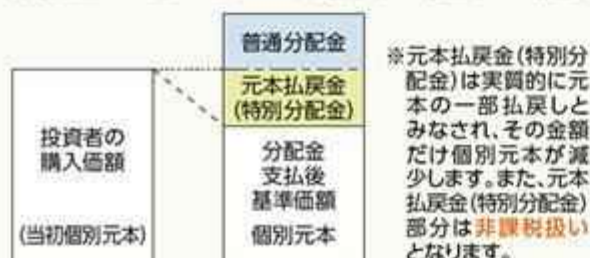 投資者の
購入価額
(当初個別元本)
普通分配金
元本払戻金
(特別分配金)
分配金
支払後
基準価額
個別元本
※元本払戻金(特別分
配金)は実質的に元
本の一部払戻しと
みなされ、その金額
だけ個別元本が減
少します。また、元本
払戻金(特別分配金)
部分は非課税扱い
となります。